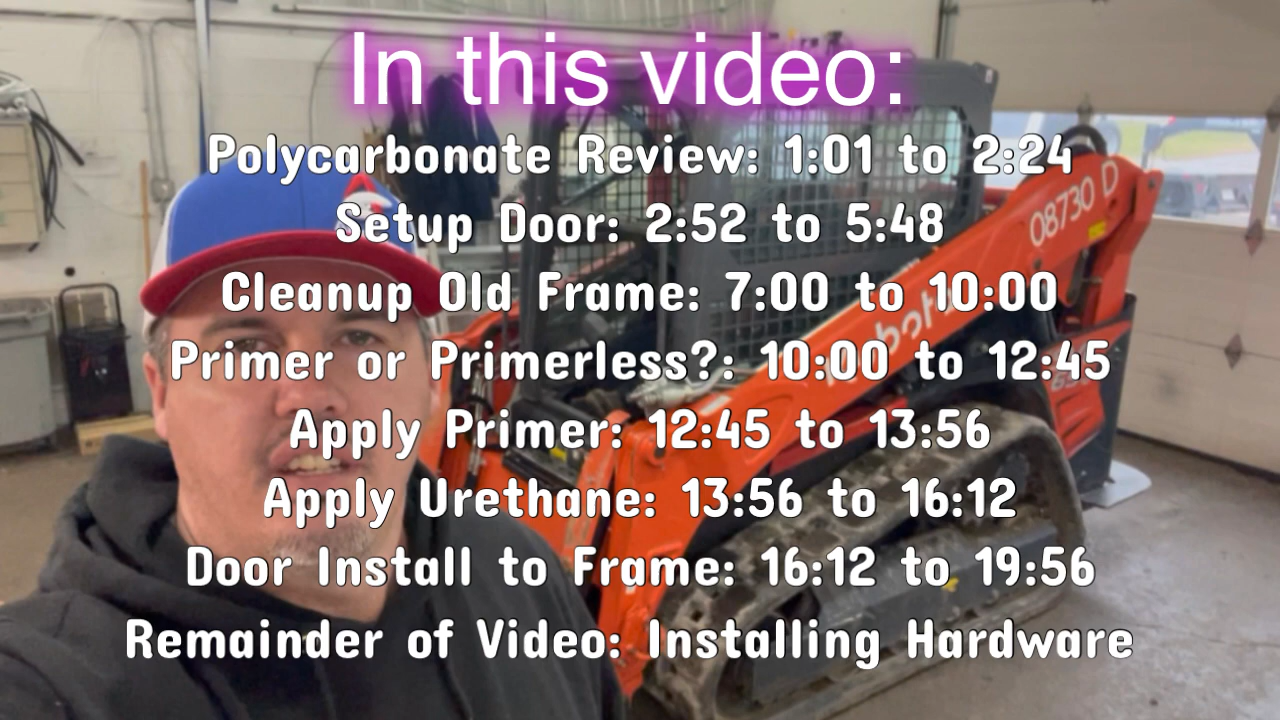 In this video:
Polycarbonate Review: 1:01 to 2:24
Setup Door: 2:52 to 5:48
Cleanup Old Frame: 7:00 to 10:00
Primer or Primerless?: 10:00 to 12:45
Apply Primer: 12:45 to 13:56
Apply Urethane: 13:56 to 16:12
Door Install to Frame: 16:12 to 19:56
Remainder of Video: Installing Hardware
08730 D
Kubota